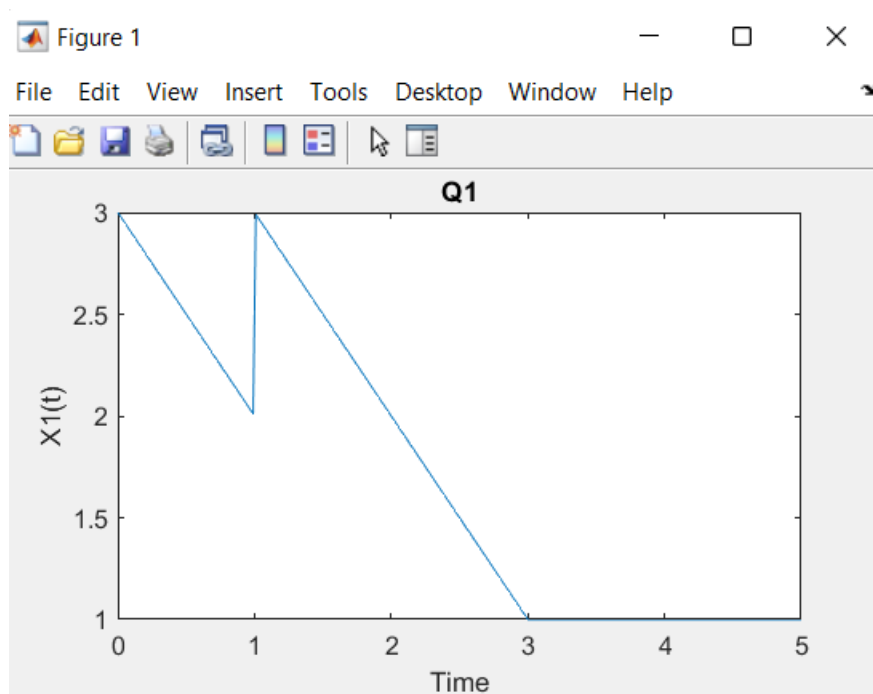 Figure 1
File Edit View Insert Tools Desktop Window Help
Q1
3
2.5
2
1.5
1
X1(t)
0 1 2 3 4 5
Time